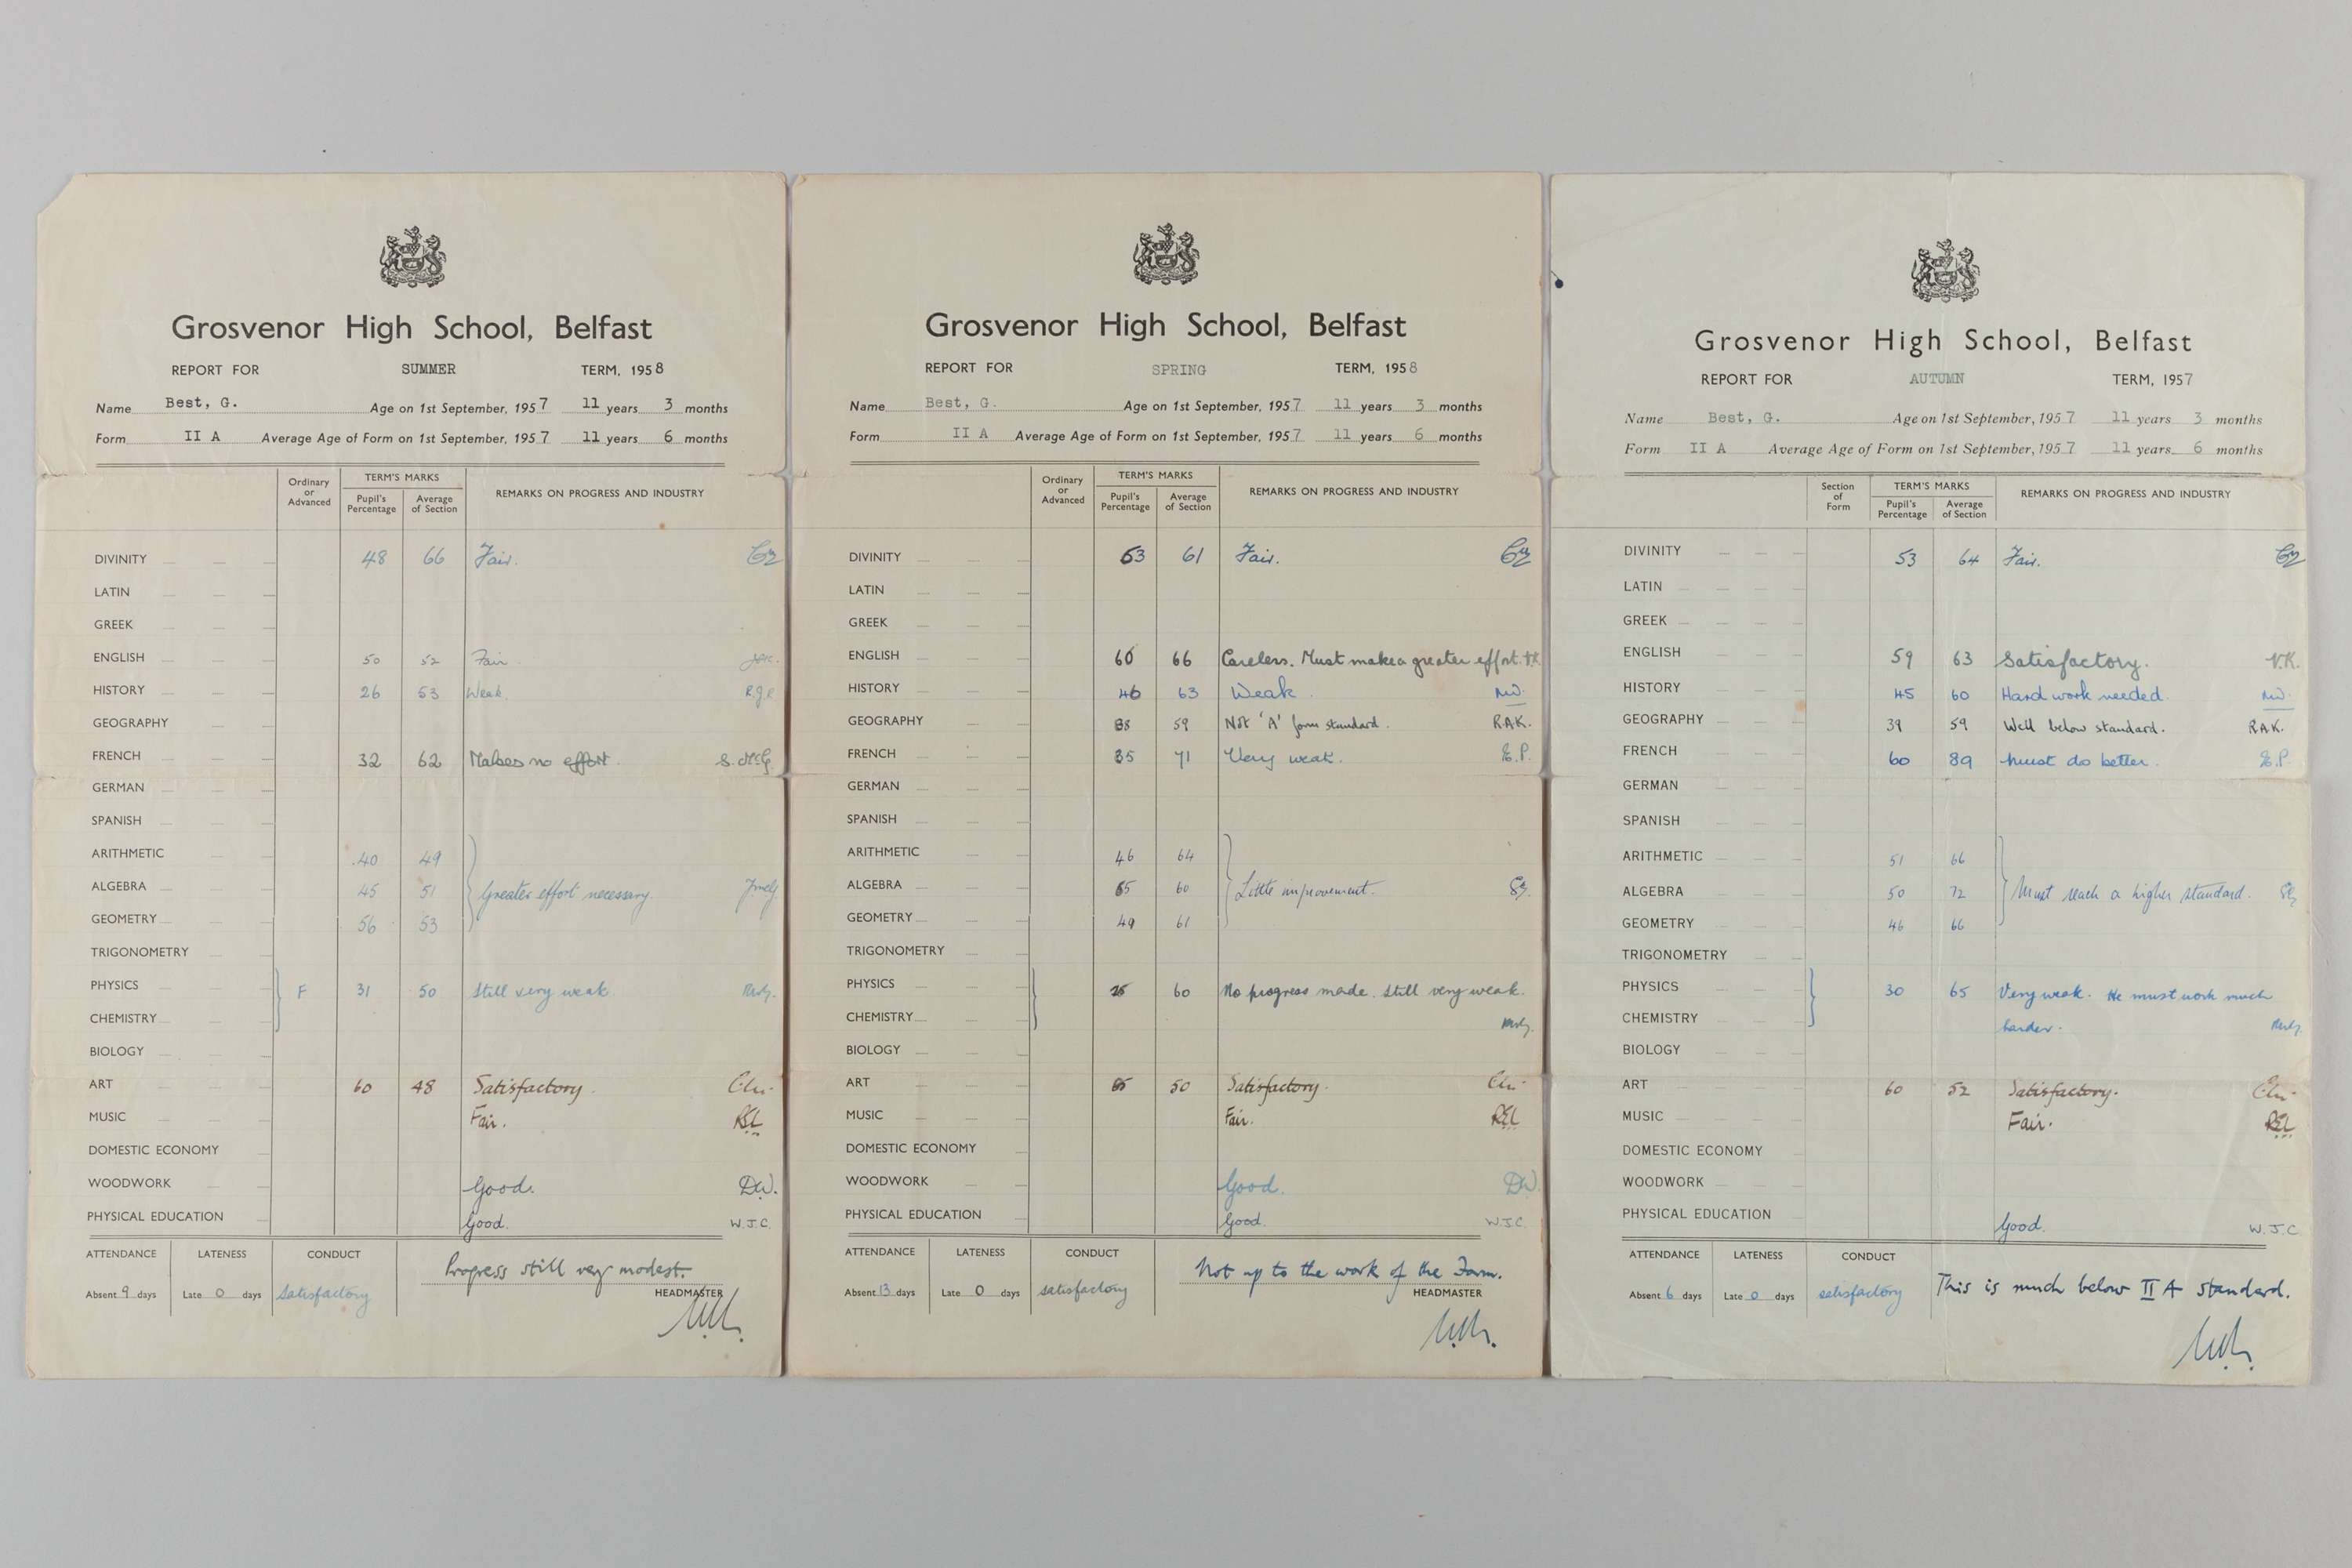 Grosvenor High School, Belfast
REPORT FOR SUMMER TERM, 1958
Name Best, G. Age on 1st September, 1957 11 years 3 months
Form II A Average Age of Form on 1st September, 1957 11 years 6 months
Ordinary or Advanced
TERM'S MARKS
Pupil's Percentage
Average of Section
REMARKS ON PROGRESS AND INDUSTRY
DIVINITY 48 66 Fair.
LATIN
GREEK
ENGLISH 50 52 Fair
HISTORY 26 53 Weak.
GEOGRAPHY
FRENCH 32 62 Makes no effort. S. McG.
GERMAN
SPANISH
ARITHMETIC 40 49
ALGEBRA 45 51 Greater effort necessary.
GEOMETRY 56 53
TRIGONOMETRY
PHYSICS F 31 50 Still very weak.
CHEMISTRY
BIOLOGY
ART 60 48 Satisfactory.
MUSIC Fair. REL
DOMESTIC ECONOMY
WOODWORK Good. D.W.
PHYSICAL EDUCATION Good. W.J.C.
ATTENDANCE LATENESS CONDUCT
Progress still very modest.
Absent 9 days Late 0 days satisfactory
HEADMASTER
Grosvenor High School, Belfast
REPORT FOR SPRING TERM, 1958
Name Best, G. Age on 1st September, 1957 11 years 3 months
Form II A Average Age of Form on 1st September, 1957 11 years 6 months
Ordinary or Advanced
TERM'S MARKS
Pupil's Percentage
Average of Section
REMARKS ON PROGRESS AND INDUSTRY
DIVINITY 61 Fair.
LATIN
GREEK
ENGLISH 66 Careless. Must make a greater effort. V.K.
HISTORY 63 Weak.
GEOGRAPHY 59 Not 'A' form standard. R.A.K.
FRENCH 71 Very weak. E.P.
GERMAN
SPANISH
ARITHMETIC 46 64
ALGEBRA 60 Little improvement.
GEOMETRY 49 61
TRIGONOMETRY
PHYSICS 60 No progress made. Still very weak.
CHEMISTRY
BIOLOGY
ART 50 Satisfactory.
MUSIC Fair. REL
DOMESTIC ECONOMY
WOODWORK Good. D.W.
PHYSICAL EDUCATION Good. W.J.C.
ATTENDANCE LATENESS CONDUCT
Not up to the work of the Form.
Absent 13 days Late 0 days satisfactory
HEADMASTER
Grosvenor High School, Belfast
REPORT FOR AUTUMN TERM, 1957
Name Best, G. Age on 1st September, 1957 11 years 3 months
Form II A Average Age of Form on 1st September, 1957 11 years 6 months
Section of Form
TERM'S MARKS
Pupil's Percentage
Average of Section
REMARKS ON PROGRESS AND INDUSTRY
DIVINITY 53 64 Fair.
LATIN
GREEK
ENGLISH 59 63 Satisfactory. V.K.
HISTORY 45 60 Hard work needed.
GEOGRAPHY 39 59 Well below standard. R.A.K.
FRENCH 60 89 Must do better. E.P.
GERMAN
SPANISH
ARITHMETIC 51 66
ALGEBRA 50 72 Must reach a higher standard.
GEOMETRY 46 66
TRIGONOMETRY
PHYSICS 30 65 Very weak. He must work much
CHEMISTRY harder.
BIOLOGY
ART 60 52 Satisfactory.
MUSIC Fair. REL
DOMESTIC ECONOMY
WOODWORK
PHYSICAL EDUCATION Good. W.J.C
ATTENDANCE LATENESS CONDUCT
Absent 6 days Late 0 days satisfactory
This is much below II A standard.